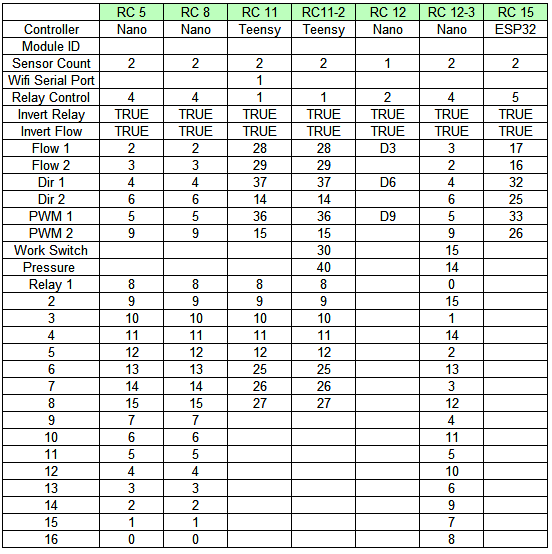 RC 5 RC 8 RC 11 RC11-2 RC 12 RC 12-3 RC 15
Controller Nano Nano Teensy Teensy Nano Nano ESP32
Module ID
Sensor Count 2 2 2 2 1 2 2
Wifi Serial Port 1
Relay Control 4 4 1 1 2 4 5
Invert Relay TRUE TRUE TRUE TRUE TRUE TRUE TRUE
Invert Flow TRUE TRUE TRUE TRUE TRUE TRUE TRUE
Flow 1 2 2 28 28 D3 3 17
Flow 2 3 3 29 29 2 16
Dir 1 4 4 37 37 D6 4 32
Dir 2 6 6 14 14 6 25
PWM 1 5 5 36 36 D9 5 33
PWM 2 9 9 15 15 9 26
Work Switch 30 15
Pressure 40 14
Relay 1 8 8 8 8 0
2 9 9 9 9 15
3 10 10 10 10 1
4 11 11 11 11 14
5 12 12 12 12 2
6 13 13 25 25 13
7 14 14 26 26 3
8 15 15 27 27 12
9 7 7 4
10 6 6 11
11 5 5 5
12 4 4 10
13 3 3 6
14 2 2 9
15 1 1 7
16 0 0 8